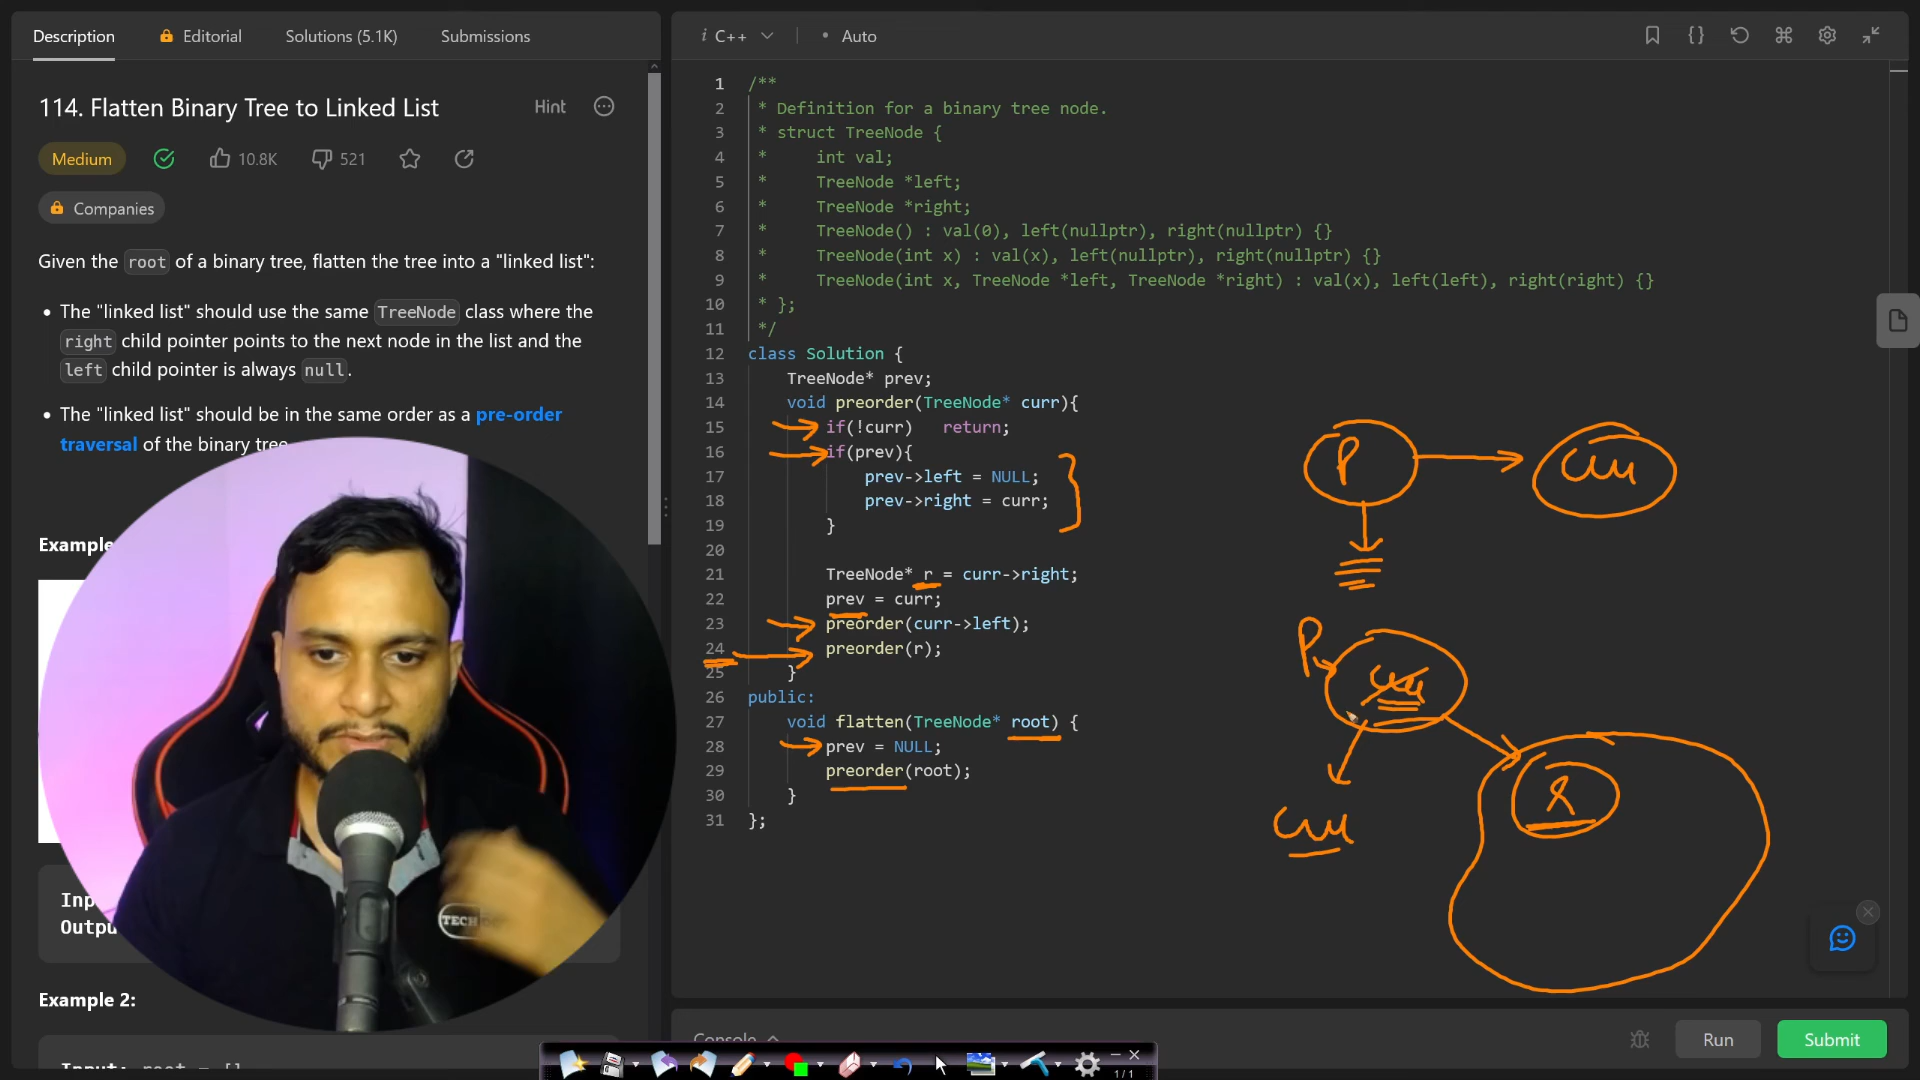 Description
Editorial
Solutions (5.1K)
Submissions
114. Flatten Binary Tree to Linked List
Hint
Medium
10.8K
521
Companies
Given the root of a binary tree, flatten the tree into a "linked list":
• The "linked list" should use the same TreeNode class where the
right child pointer points to the next node in the list and the
left child pointer is always null.
• The "linked list" should be in the same order as a pre-order
traversal of the binary tree
Example
Inp
Outpu
Example 2:
Input: root = []
TECH
i C++
• Auto
1 /**
2 * Definition for a binary tree node.
3 * struct TreeNode {
4 *     int val;
5 *     TreeNode *left;
6 *     TreeNode *right;
7 *     TreeNode() : val(0), left(nullptr), right(nullptr) {}
8 *     TreeNode(int x) : val(x), left(nullptr), right(nullptr) {}
9 *     TreeNode(int x, TreeNode *left, TreeNode *right) : val(x), left(left), right(right) {}
10 * };
11 */
12 class Solution {
13     TreeNode* prev;
14     void preorder(TreeNode* curr){
15         if(!curr)   return;
16         if(prev){
17             prev->left = NULL;
18             prev->right = curr;
19         }
20
21         TreeNode* r = curr->right;
22         prev = curr;
23         preorder(curr->left);
24         preorder(r);
25     }
26 public:
27     void flatten(TreeNode* root) {
28         prev = NULL;
29         preorder(root);
30     }
31 };
P
curr
P
curr
curr
r
Console
Run
Submit
1/1